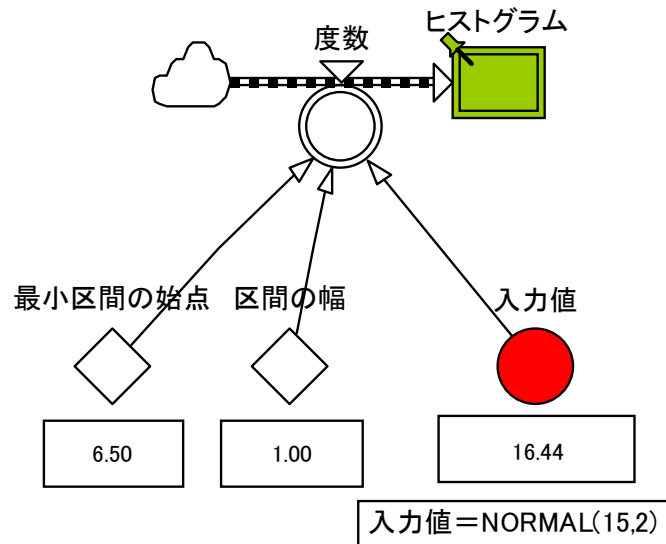 ヒストグラム
度数
最小区間の始点
区間の幅
入力値
6.50
1.00
16.44
入力値＝NORMAL(15,2)